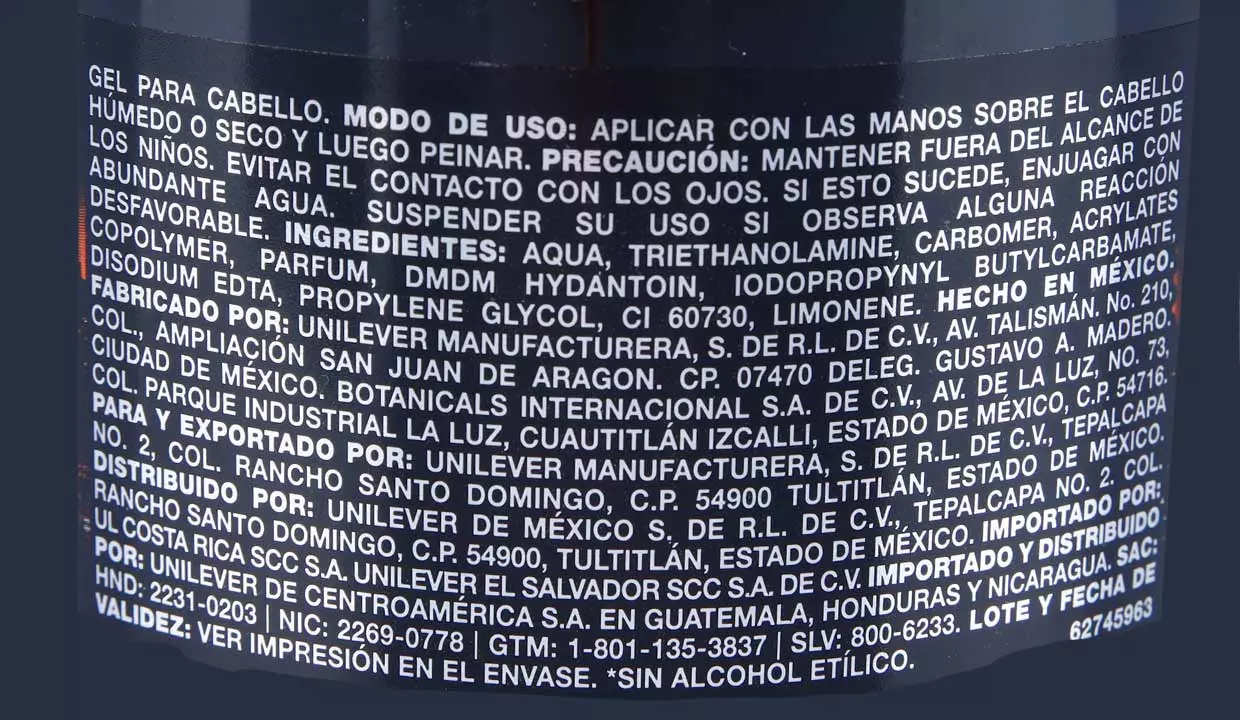 GEL PARA CABELLO. MODO DE USO: APLICAR CON LAS MANOS SOBRE EL CABELLO
HÚMEDO O SECO Y LUEGO PEINAR. PRECAUCIÓN: MANTENER FUERA DEL ALCANCE DE
LOS NIÑOS. EVITAR EL CONTACTO CON LOS OJOS. SI ESTO SUCEDE, ENJUAGAR CON
ABUNDANTE AGUA. SUSPENDER SU USO SI OBSERVA ALGUNA REACCIÓN
DESFAVORABLE. INGREDIENTES: AQUA, TRIETHANOLAMINE, CARBOMER, ACRYLATES
COPOLYMER, PARFUM, DMDM HYDANTOIN, IODOPROPYNYL BUTYLCARBAMATE,
DISODIUM EDTA, PROPYLENE GLYCOL, CI 60730, LIMONENE. HECHO EN MÉXICO.
FABRICADO POR: UNILEVER MANUFACTURERA, S. DE R.L. DE C.V., AV. TALISMÁN. No. 210,
COL., AMPLIACIÓN SAN JUAN DE ARAGON. CP. 07470 DELEG. GUSTAVO A. MADERO.
CIUDAD DE MÉXICO. BOTANICALS INTERNACIONAL S.A. DE C.V., AV. DE LA LUZ, NO. 73,
COL. PARQUE INDUSTRIAL LA LUZ, CUAUTITLÁN IZCALLI, ESTADO DE MÉXICO, C.P. 54716.
PARA Y EXPORTADO POR: UNILEVER MANUFACTURERA, S. DE R.L. DE C.V., TEPALCAPA
NO. 2, COL. RANCHO SANTO DOMINGO, C.P. 54900 TULTITLÁN, ESTADO DE MÉXICO.
DISTRIBUIDO POR: UNILEVER DE MÉXICO S. DE R.L. DE C.V., TEPALCAPA NO. 2. COL.
RANCHO SANTO DOMINGO, C.P. 54900, TULTITLÁN, ESTADO DE MÉXICO. IMPORTADO POR:
UL COSTA RICA SCC S.A. UNILEVER EL SALVADOR SCC S.A. DE C.V. IMPORTADO Y DISTRIBUIDO
POR: UNILEVER DE CENTROAMÉRICA S.A. EN GUATEMALA, HONDURAS Y NICARAGUA. SAC:
HND: 2231-0203 | NIC: 2269-0778 | GTM: 1-801-135-3837 | SLV: 800-6233. LOTE Y FECHA DE
VALIDEZ: VER IMPRESIÓN EN EL ENVASE. *SIN ALCOHOL ETÍLICO.
62745963